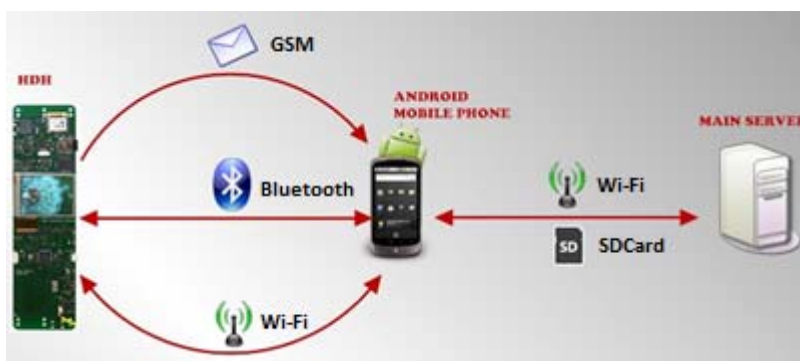 GSM
HDH
ANDROID
MOBILE PHONE
MAIN SERVER
Bluetooth
Wi-Fi
SD
SDCard
Wi-Fi